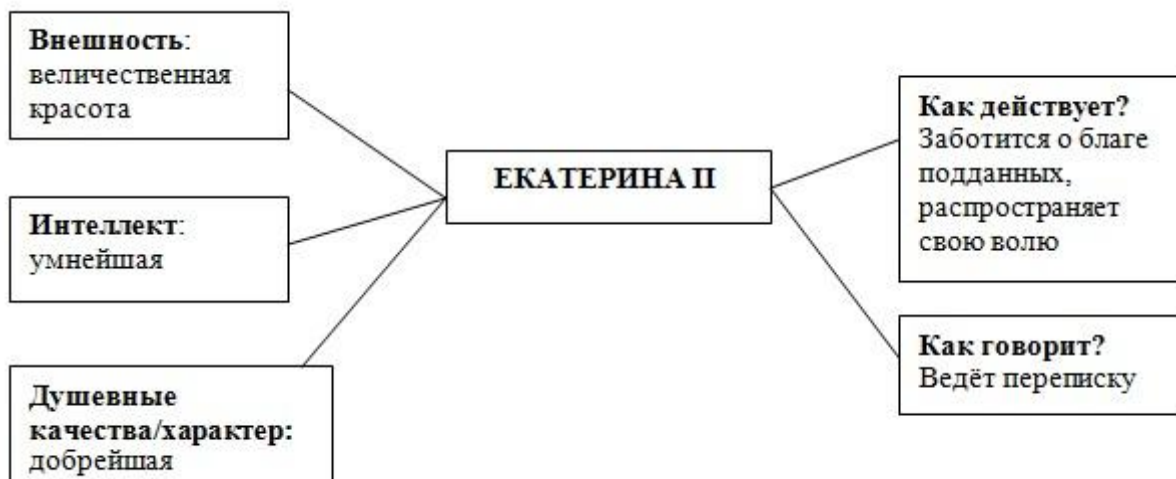 Внешность:
величественная
красота
Интеллект:
умнейшая
Душевные
качества/характер:
добрейшая
ЕКАТЕРИНА II
Как действует?
Заботится о благе
подданных,
распространяет
свою волю
Как говорит?
Ведёт переписку